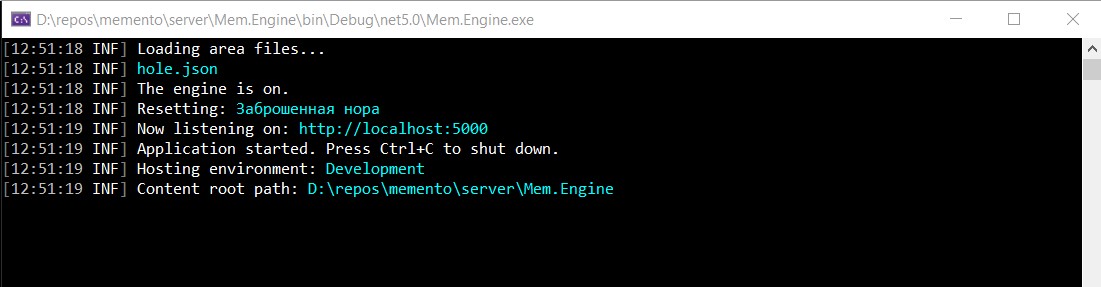 D:\repos\memento\server\Mem.Engine\bin\Debug\net5.0\Mem.Engine.exe
[12:51:18 INF] Loading area files...
[12:51:18 INF] hole.json
[12:51:18 INF] The engine is on.
[12:51:18 INF] Resetting: Заброшенная нора
[12:51:19 INF] Now listening on: http://localhost:5000
[12:51:19 INF] Application started. Press Ctrl+C to shut down.
[12:51:19 INF] Hosting environment: Development
[12:51:19 INF] Content root path: D:\repos\memento\server\Mem.Engine